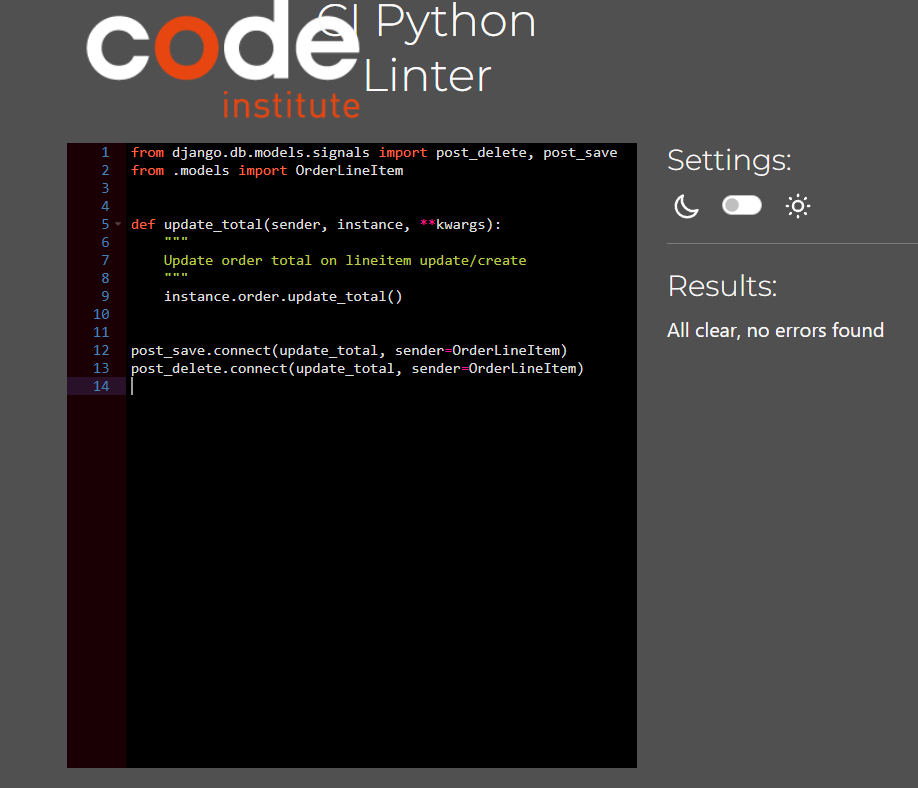 code
institute
CI Python
Linter
1 from django.db.models.signals import post_delete, post_save
2 from .models import OrderLineItem
3
4
5 def update_total(sender, instance, **kwargs):
6     """
7     Update order total on lineitem update/create
8     """
9     instance.order.update_total()
10
11
12 post_save.connect(update_total, sender=OrderLineItem)
13 post_delete.connect(update_total, sender=OrderLineItem)
14
Settings:
Results:
All clear, no errors found